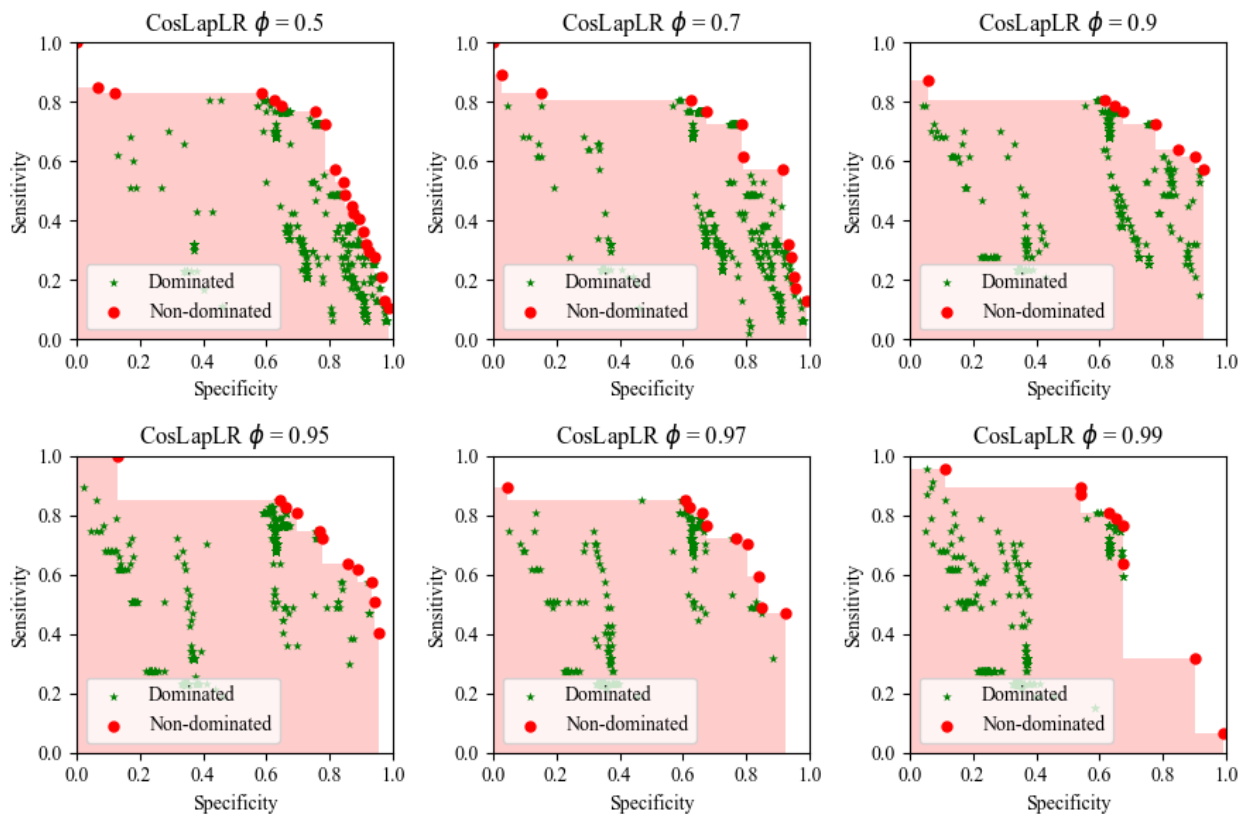 CosLapLR ϕ = 0.5
1.0
0.8
0.6
0.4
0.2
0.0
Sensitivity
Dominated
Non-dominated
0.0 0.2 0.4 0.6 0.8 1.0
Specificity
CosLapLR ϕ = 0.7
1.0
0.8
0.6
0.4
0.2
0.0
Sensitivity
Dominated
Non-dominated
0.0 0.2 0.4 0.6 0.8 1.0
Specificity
CosLapLR ϕ = 0.9
1.0
0.8
0.6
0.4
0.2
0.0
Sensitivity
Dominated
Non-dominated
0.0 0.2 0.4 0.6 0.8 1.0
Specificity
CosLapLR ϕ = 0.95
1.0
0.8
0.6
0.4
0.2
0.0
Sensitivity
Dominated
Non-dominated
0.0 0.2 0.4 0.6 0.8 1.0
Specificity
CosLapLR ϕ = 0.97
1.0
0.8
0.6
0.4
0.2
0.0
Sensitivity
Dominated
Non-dominated
0.0 0.2 0.4 0.6 0.8 1.0
Specificity
CosLapLR ϕ = 0.99
1.0
0.8
0.6
0.4
0.2
0.0
Sensitivity
Dominated
Non-dominated
0.0 0.2 0.4 0.6 0.8 1.0
Specificity